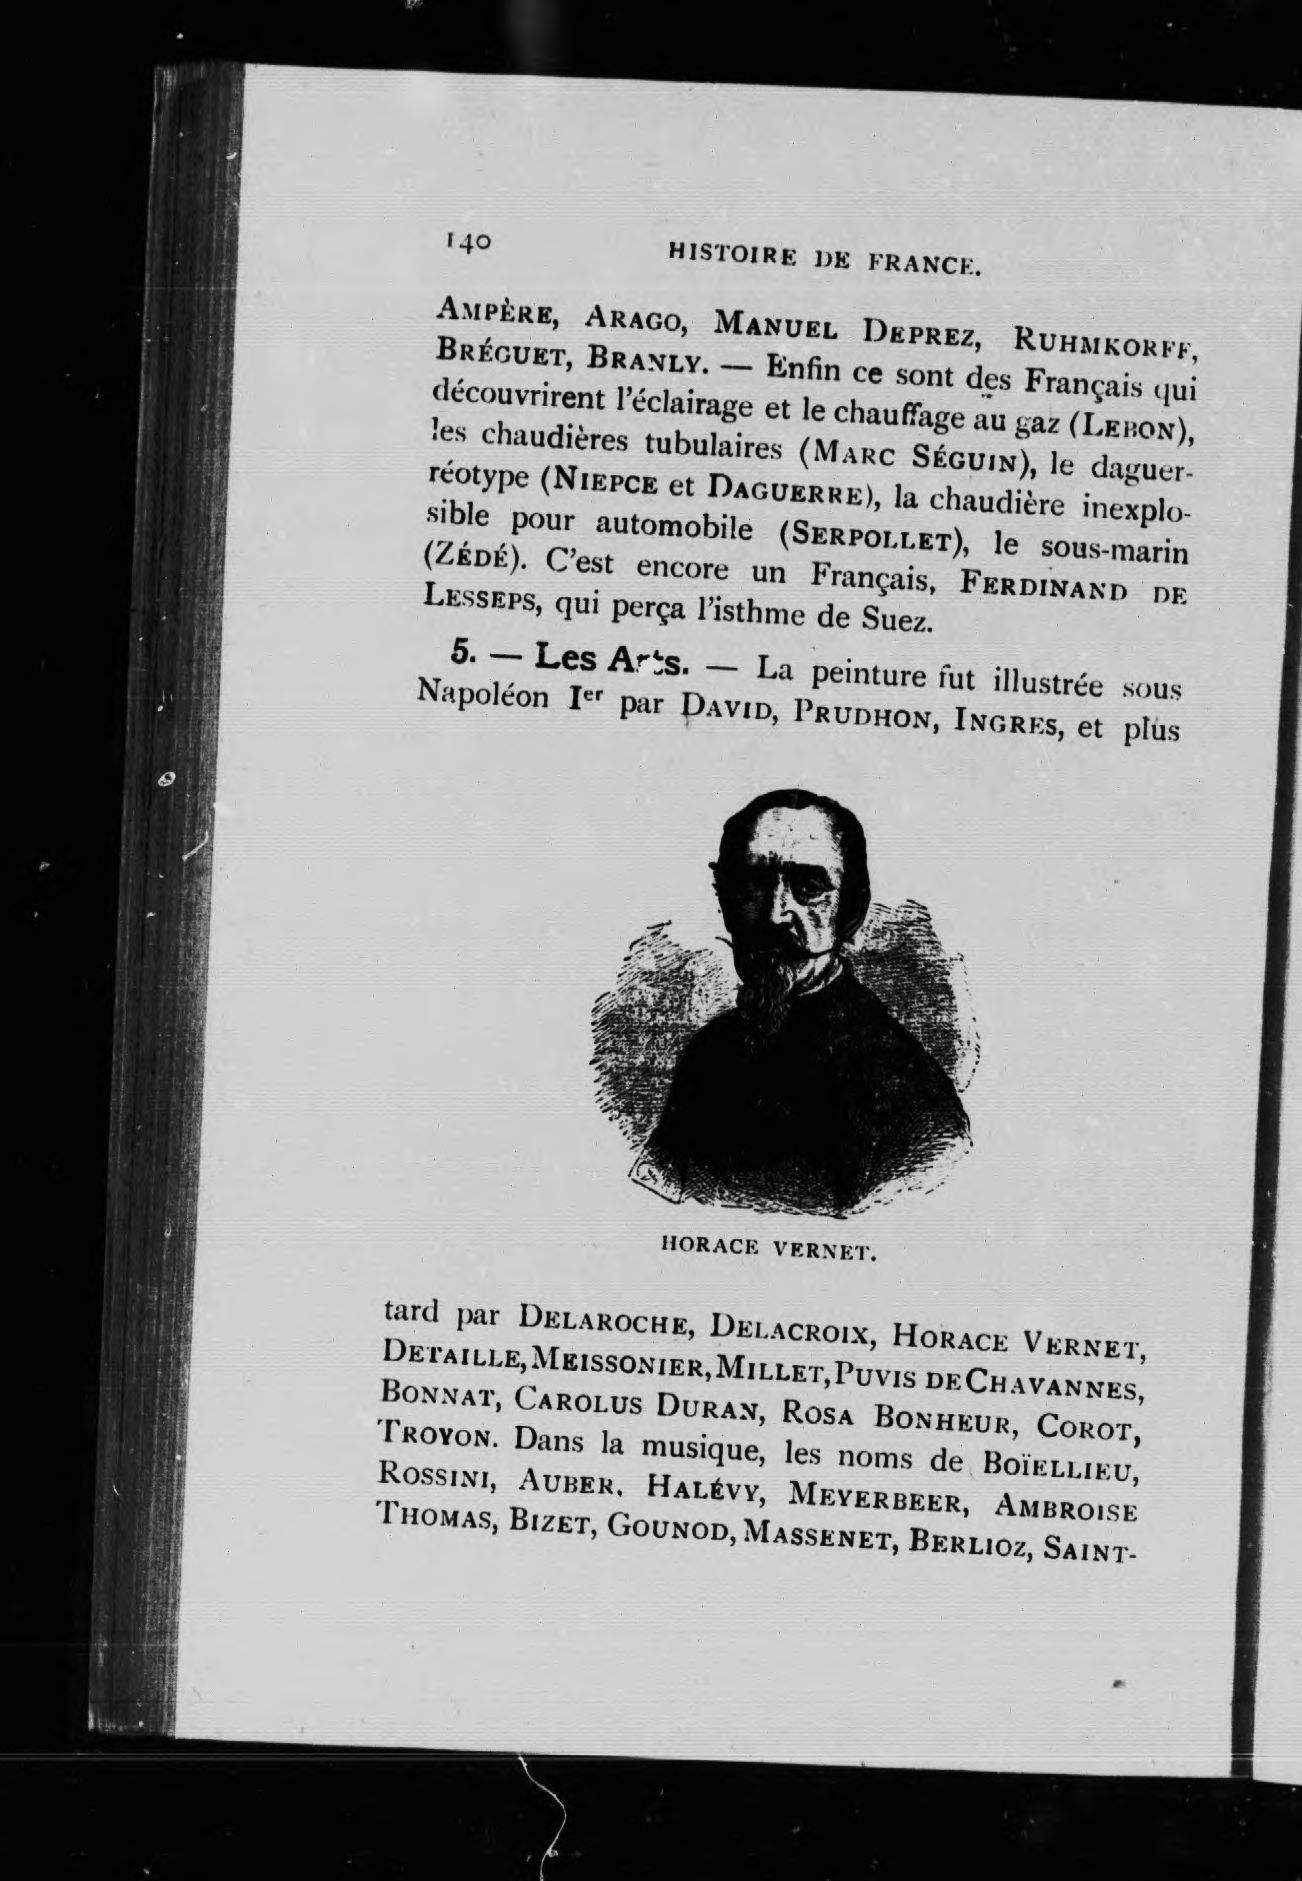 140 HISTOIRE DE FRANCE.
AMPÈRE, ARAGO, MANUEL DEPREZ, RUHMKORFF,
BRÉGUET, BRANLY. — Enfin ce sont des Français qui
découvrirent l'éclairage et le chauffage au gaz (LEBON),
les chaudières tubulaires (MARC SÉGUIN), le daguer-
réotype (NIEPCE et DAGUERRE), la chaudière inexplo-
sible pour automobile (SERPOLLET), le sous-marin
(ZÉDÉ). C'est encore un Français, FERDINAND DE
LESSEPS, qui perça l'isthme de Suez.
5. — Les Arts. — La peinture fut illustrée sous
Napoléon Ier par DAVID, PRUDHON, INGRES, et plus
HORACE VERNET.
tard par DELAROCHE, DELACROIX, HORACE VERNET,
DETAILLE, MEISSONIER, MILLET, PUVIS DE CHAVANNES,
BONNAT, CAROLUS DURAN, ROSA BONHEUR, COROT,
TROYON. Dans la musique, les noms de BOÏELLIEU,
ROSSINI, AUBER, HALÉVY, MEYERBEER, AMBROISE
THOMAS, BIZET, GOUNOD, MASSENET, BERLIOZ, SAINT-